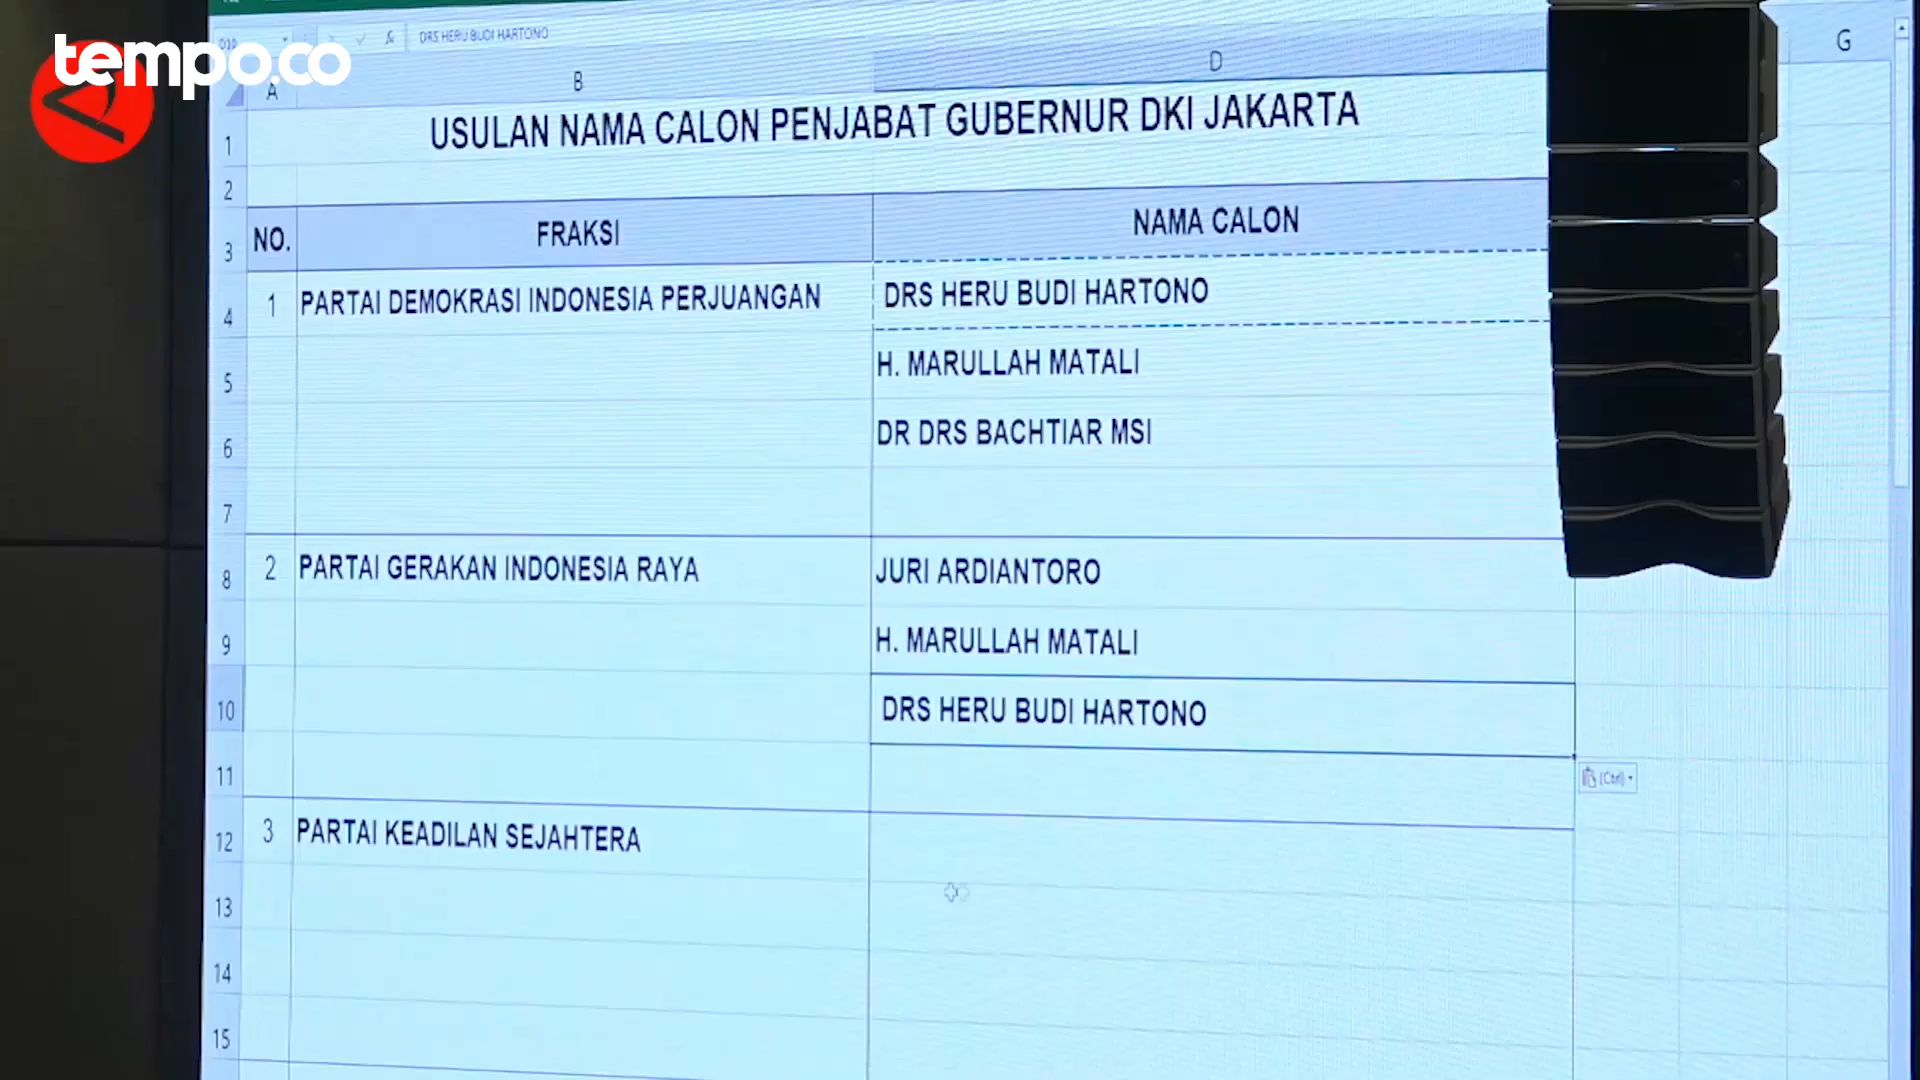 tempo.co
D10 fx DRS HERU BUDI HARTONO
A B D G
1 USULAN NAMA CALON PENJABAT GUBERNUR DKI JAKARTA
2
3 NO. FRAKSI NAMA CALON
4 1 PARTAI DEMOKRASI INDONESIA PERJUANGAN DRS HERU BUDI HARTONO
5 H. MARULLAH MATALI
6 DR DRS BACHTIAR MSI
7
8 2 PARTAI GERAKAN INDONESIA RAYA JURI ARDIANTORO
9 H. MARULLAH MATALI
10 DRS HERU BUDI HARTONO
11 (Ctrl)
12 3 PARTAI KEADILAN SEJAHTERA
13
14
15